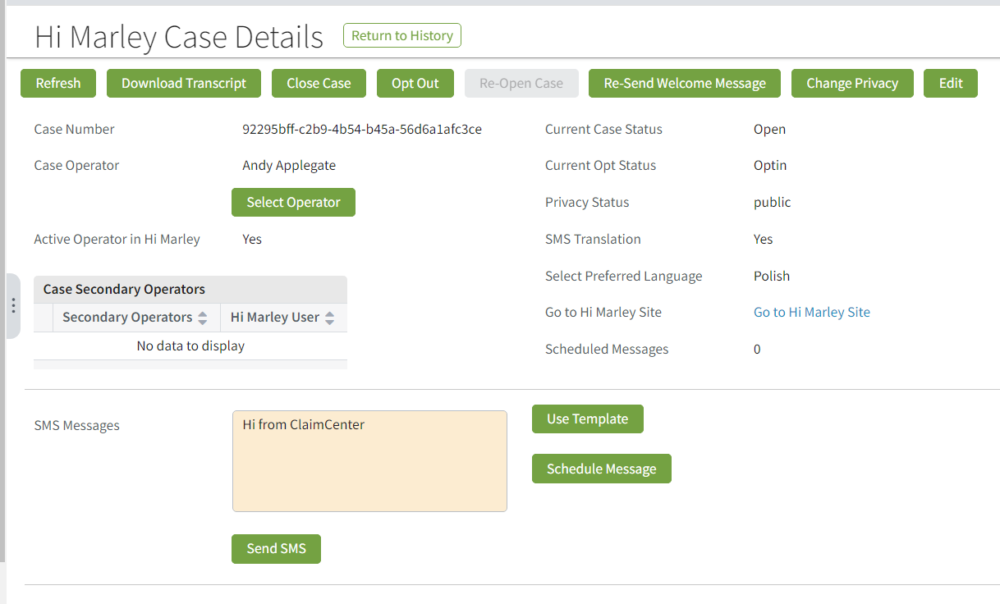 Hi Marley Case Details Return to History
Refresh Download Transcript Close Case Opt Out Re-Open Case Re-Send Welcome Message Change Privacy Edit
Case Number 92295bff-c2b9-4b54-b45a-56d6a1afc3ce Current Case Status Open
Case Operator Andy Applegate Current Opt Status Optin
Select Operator Privacy Status public
Active Operator in Hi Marley Yes SMS Translation Yes
Select Preferred Language Polish
Case Secondary Operators
Secondary Operators Hi Marley User Go to Hi Marley Site Go to Hi Marley Site
No data to display Scheduled Messages 0
SMS Messages Hi from ClaimCenter Use Template
Schedule Message
Send SMS